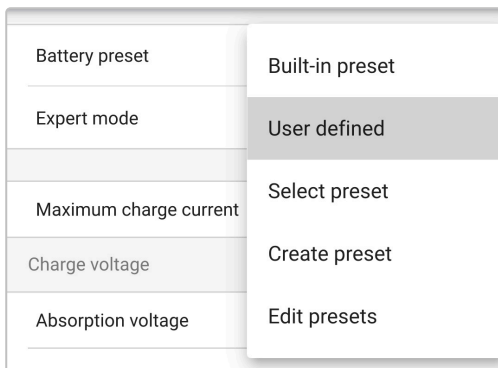 Battery preset
Expert mode
Maximum charge current
Charge voltage
Absorption voltage
Built-in preset
User defined
Select preset
Create preset
Edit presets